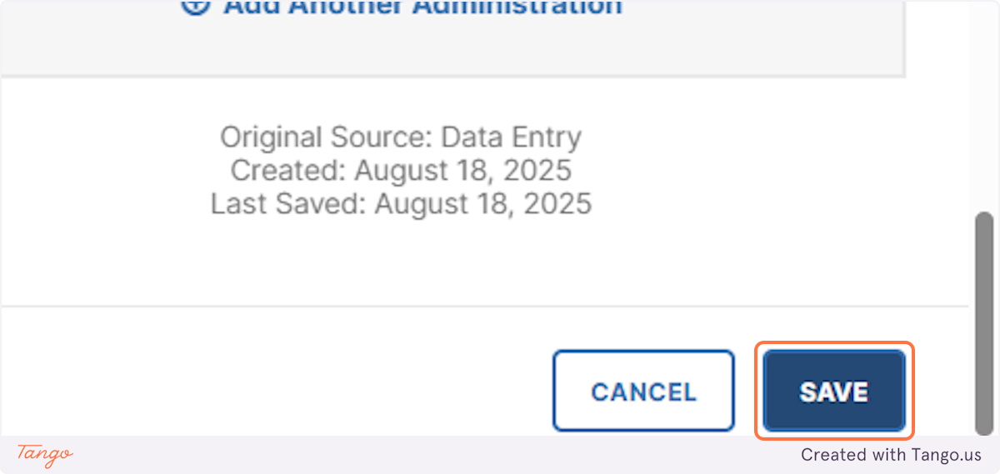 Add Another Administration
Original Source: Data Entry
Created: August 18, 2025
Last Saved: August 18, 2025
CANCEL
SAVE
Tango
Created with Tango.us